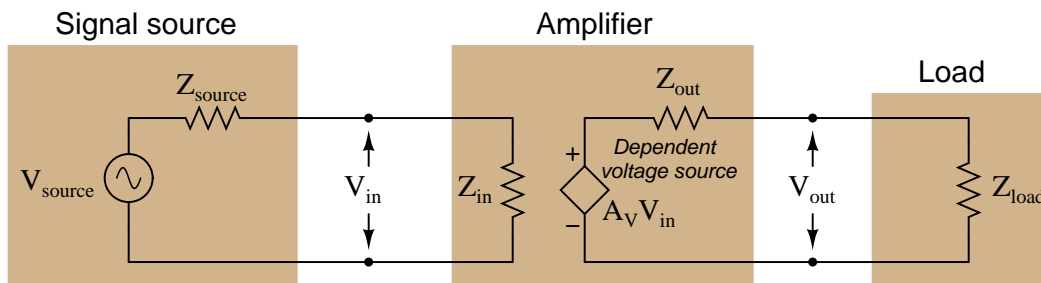 Signal source
Amplifier
Load
Zsource
Zout
Dependent
voltage source
Vsource
Vin
Zin
+
−
AVVin
Vout
Zload